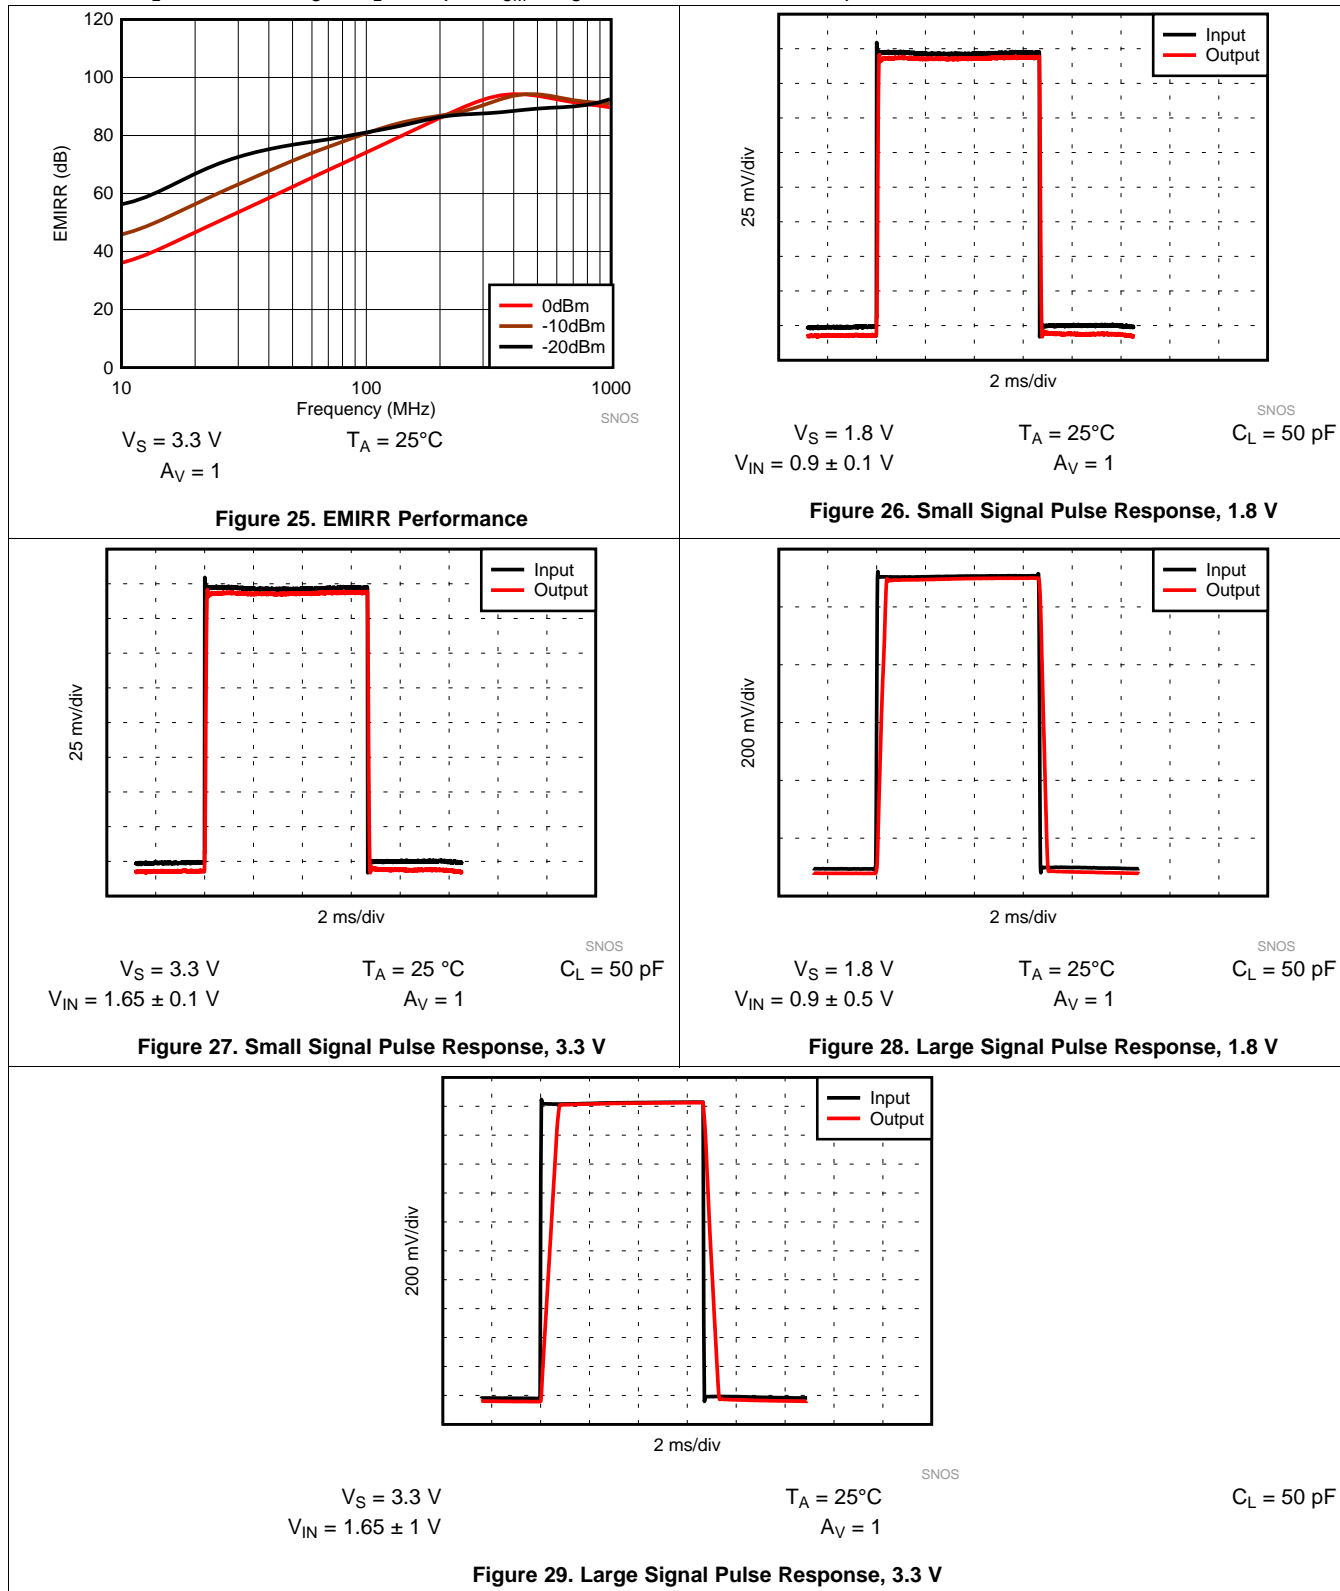 120
100
80
60
40
20
0
EMIRR (dB)
0dBm
-10dBm
-20dBm
10
100
1000
Frequency (MHz)
SNOS
VS = 3.3 V
TA = 25°C
AV = 1
Figure 25. EMIRR Performance
Input
Output
25 mV/div
2 ms/div
SNOS
VS = 1.8 V
TA = 25°C
CL = 50 pF
VIN = 0.9 ± 0.1 V
AV = 1
Figure 26. Small Signal Pulse Response, 1.8 V
Input
Output
25 mv/div
2 ms/div
SNOS
VS = 3.3 V
TA = 25 °C
CL = 50 pF
VIN = 1.65 ± 0.1 V
AV = 1
Figure 27. Small Signal Pulse Response, 3.3 V
Input
Output
200 mV/div
2 ms/div
SNOS
VS = 1.8 V
TA = 25°C
CL = 50 pF
VIN = 0.9 ± 0.5 V
AV = 1
Figure 28. Large Signal Pulse Response, 1.8 V
Input
Output
200 mV/div
2 ms/div
SNOS
VS = 3.3 V
TA = 25°C
CL = 50 pF
VIN = 1.65 ± 1 V
AV = 1
Figure 29. Large Signal Pulse Response, 3.3 V